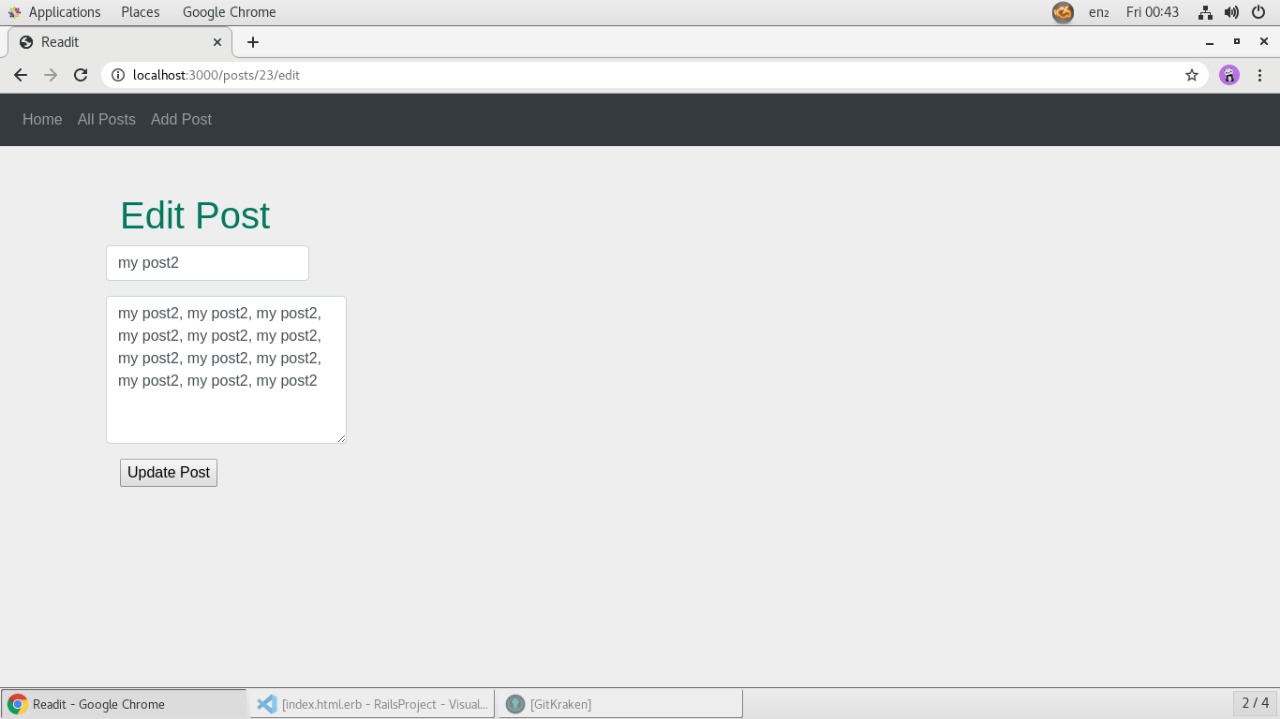 Applications Places Google Chrome en₂ Fri 00:43
Readit
localhost:3000/posts/23/edit
Home All Posts Add Post
Edit Post
my post2
my post2, my post2, my post2,
my post2, my post2, my post2,
my post2, my post2, my post2,
my post2, my post2, my post2
Update Post
Readit - Google Chrome [index.html.erb - RailsProject - Visual... [GitKraken] 2 / 4